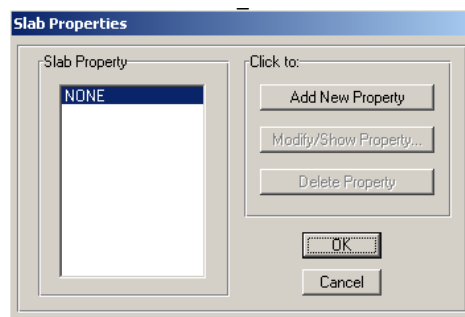 Slab Properties
Slab Property
NONE
Click to:
Add New Property
Modify/Show Property...
Delete Property
OK
Cancel